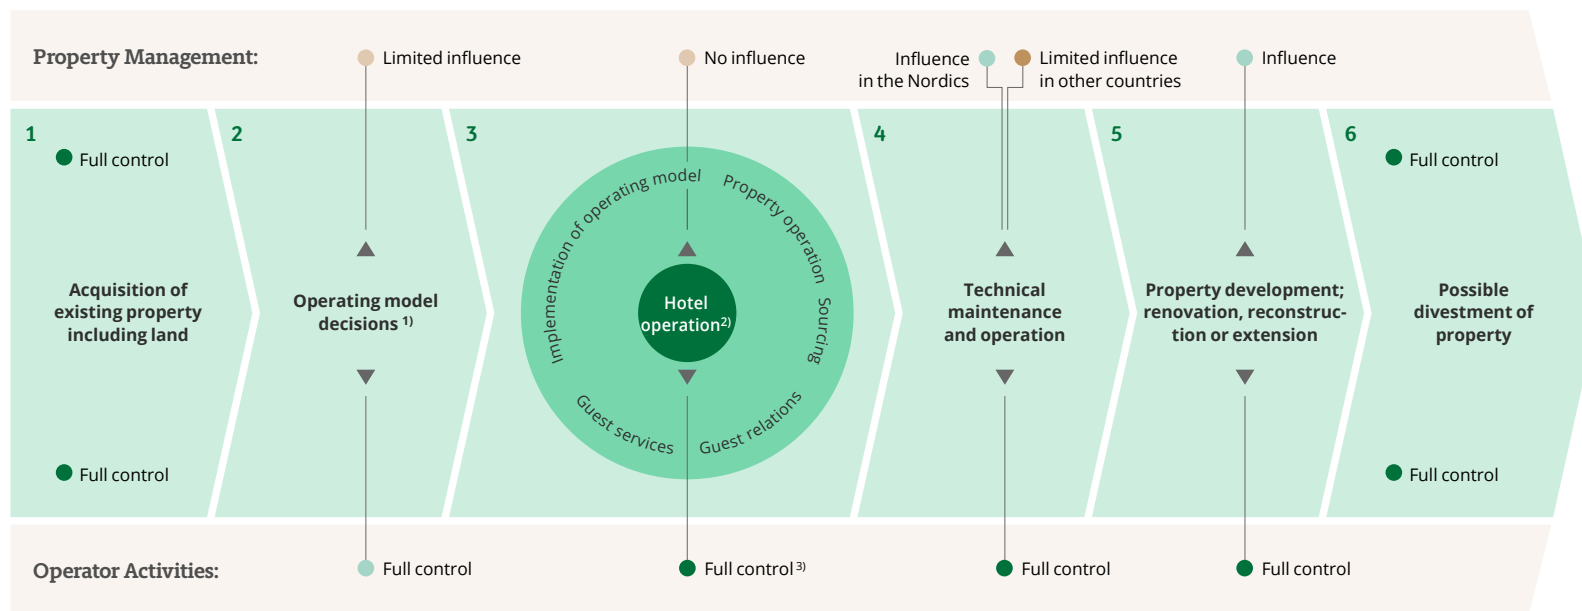 Property Management:
Limited influence
No influence
Influence
in the Nordics
Limited influence
in other countries
Influence
1
Full control
Acquisition of
existing property
including land
Full control
2
Operating model
decisions 1)
3
Implementation of operating model
Property operation
Sourcing
Guest relations
Guest services
Hotel
operation2)
4
Technical
maintenance
and operation
5
Property development;
renovation, reconstruc-
tion or extension
6
Full control
Possible
divestment of
property
Full control
Operator Activities:
Full control
Full control 3)
Full control
Full control